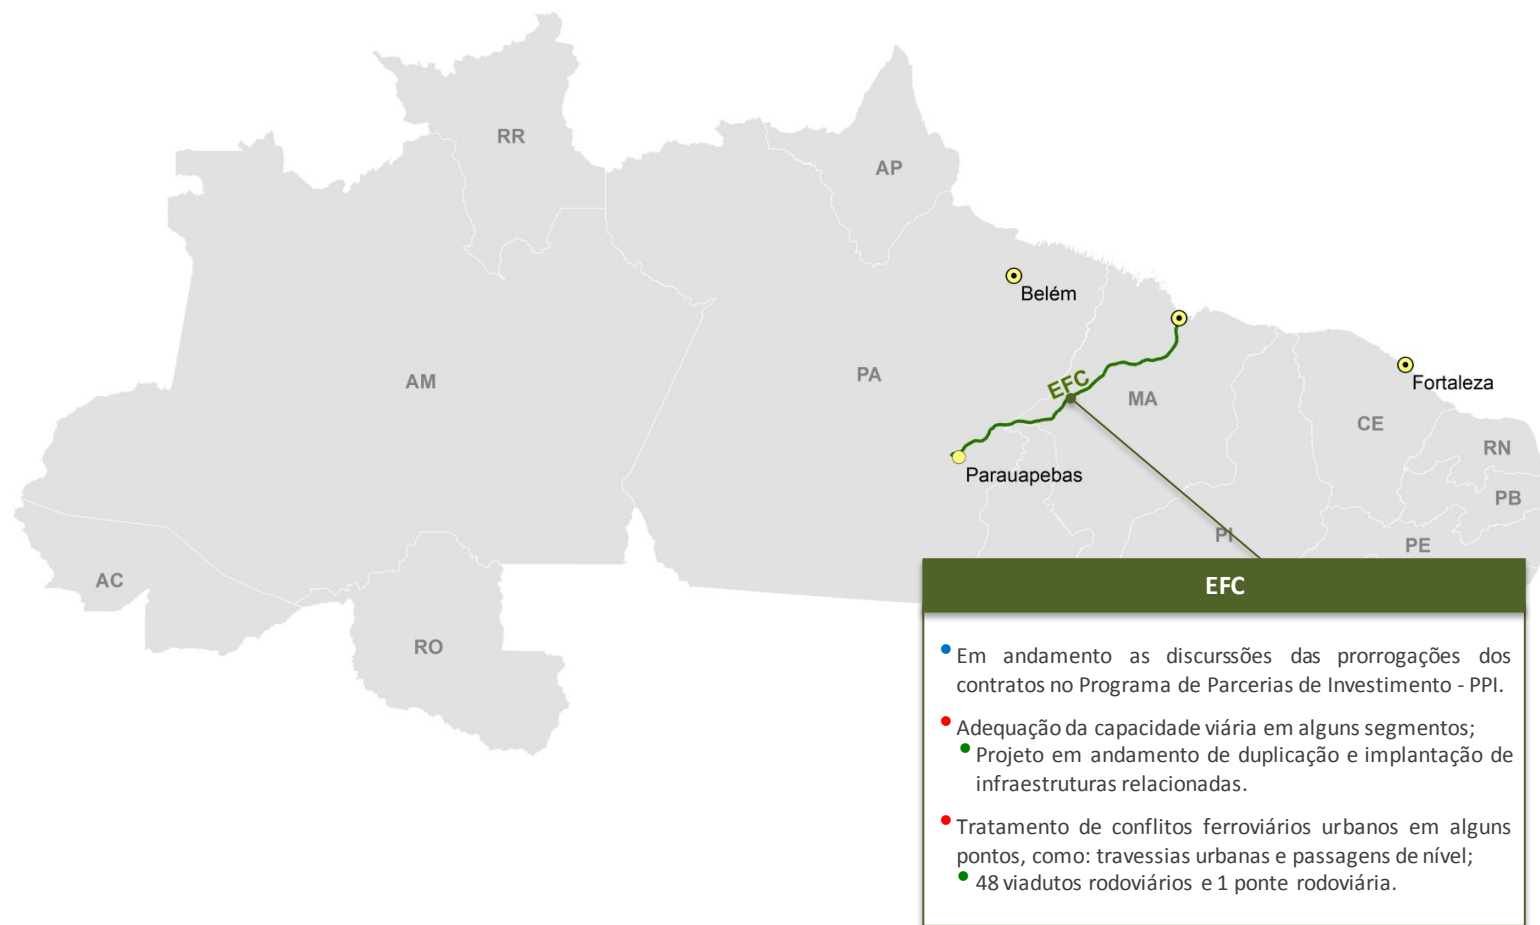 RR
AP
Belém
AM
PA
EFC
MA
Fortaleza
CE
RN
Parauapebas
PB
PI
PE
AC
RO
EFC
Em andamento as discurssões das prorrogações dos
contratos no Programa de Parcerias de Investimento - PPI.
Adequação da capacidade viária em alguns segmentos;
Projeto em andamento de duplicação e implantação de
infraestruturas relacionadas.
Tratamento de conflitos ferroviários urbanos em alguns
pontos, como: travessias urbanas e passagens de nível;
48 viadutos rodoviários e 1 ponte rodoviária.